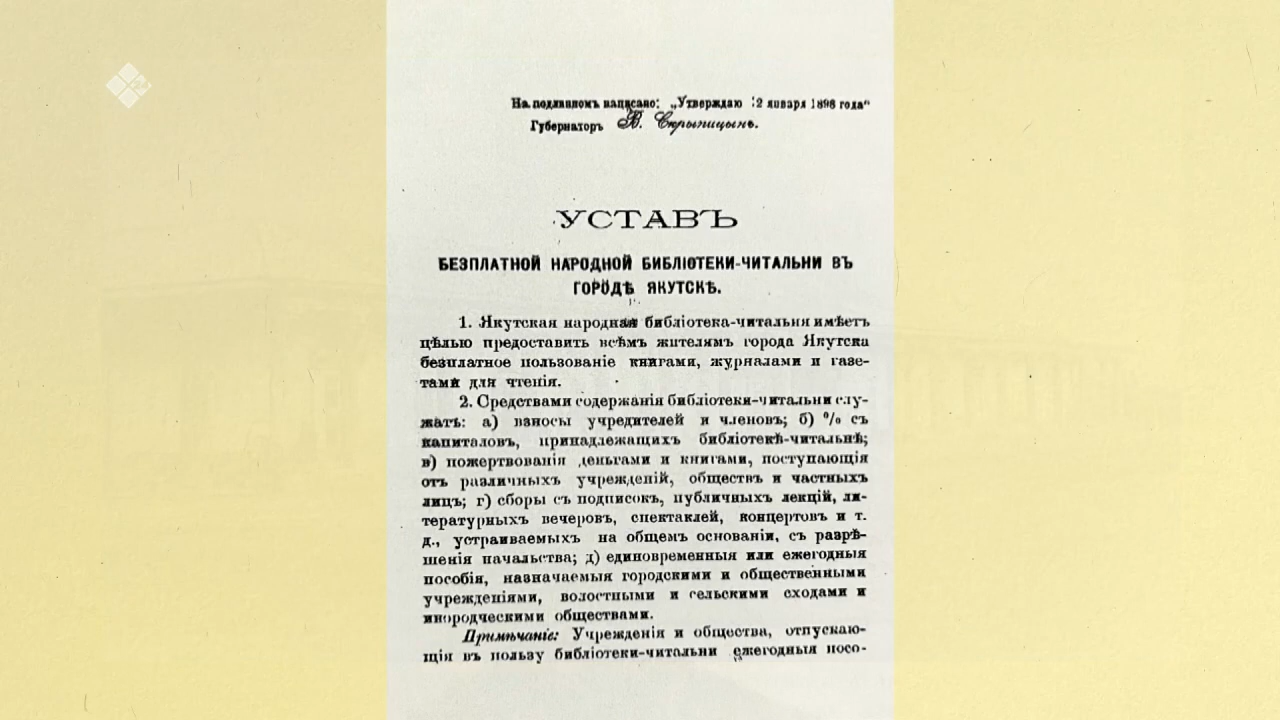 На подлинномъ написано: „Утверждаю 12 января 1898 года“
Губернаторъ В. Скрыпицынъ.
УСТАВЪ
БЕЗПЛАТНОЙ НАРОДНОЙ БИБЛІОТЕКИ-ЧИТАЛЬНИ ВЪ
ГОРОДѢ ЯКУТСКѢ.
1. Якутская народная библіотека-читальня имѣетъ
цѣлью предоставить всѣмъ жителямъ города Якутска
безплатное пользованіе книгами, журналами и газе-
тами для чтенія.
2. Средствами содержанія библіотеки-читальни слу-
жатъ: а) взносы учредителей и членовъ; б) % съ
капиталовъ, принадлежащихъ библіотекѣ-читальнѣ;
в) пожертвованія деньгами и книгами, поступающія
отъ различныхъ учрежденій, обществъ и частныхъ
лицъ; г) сборы съ подписокъ, публичныхъ лекцій, ли-
тературныхъ вечеровъ, спектаклей, концертовъ и т.
д., устраиваемыхъ на общемъ основаніи, съ разрѣ-
шенія начальства; д) единовременныя или ежегодныя
пособія, назначаемыя городскими и общественными
учрежденіями, волостными и сельскими сходами и
инородческими обществами.
Примѣчаніе: Учрежденія и общества, отпускаю-
щія въ пользу библіотеки-читальни ежегодныя посо-